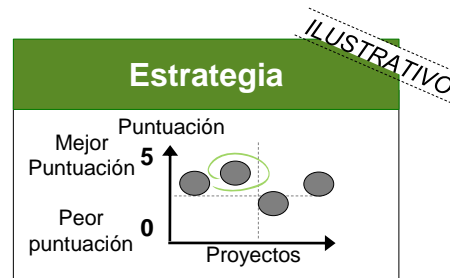 ILUSTRATIVO
Estrategia
Puntuación
Mejor
Puntuación
5
Peor
puntuación
0
Proyectos